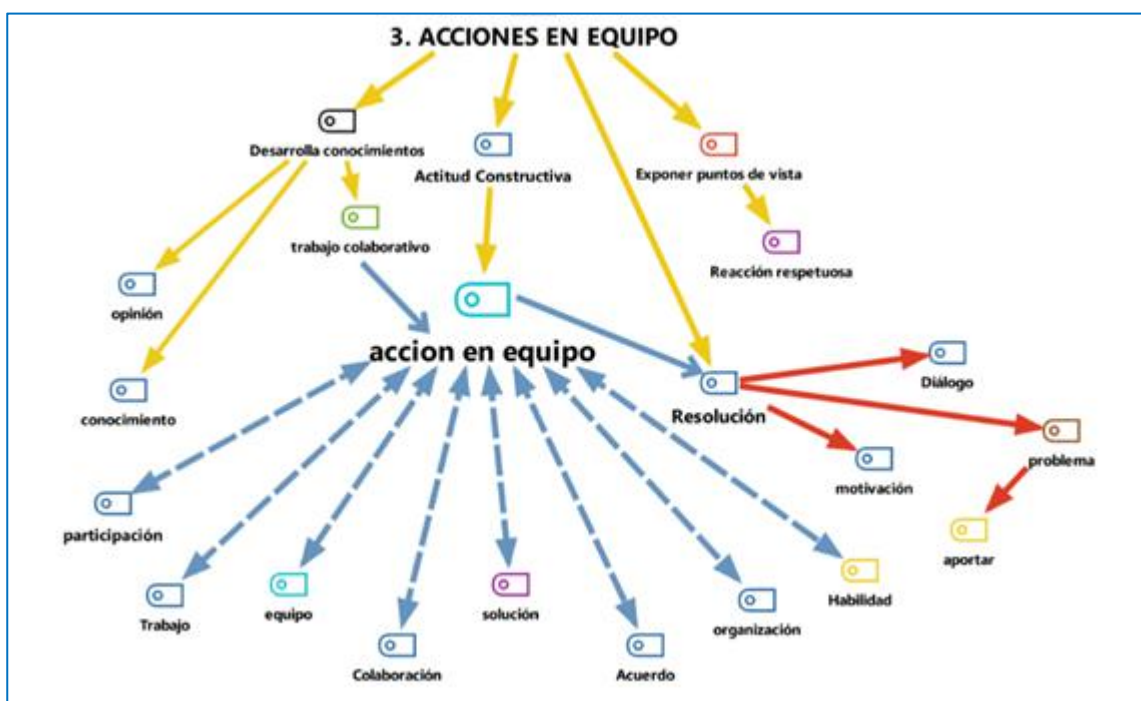 3. ACCIONES EN EQUIPO
Desarrolla conocimientos
Actitud Constructiva
Exponer puntos de vista
trabajo colaborativo
Reacción respetuosa
opinión
accion en equipo
Diálogo
conocimiento
Resolución
problema
motivación
participación
aportar
Trabajo
equipo
solución
Habilidad
organización
Colaboración
Acuerdo